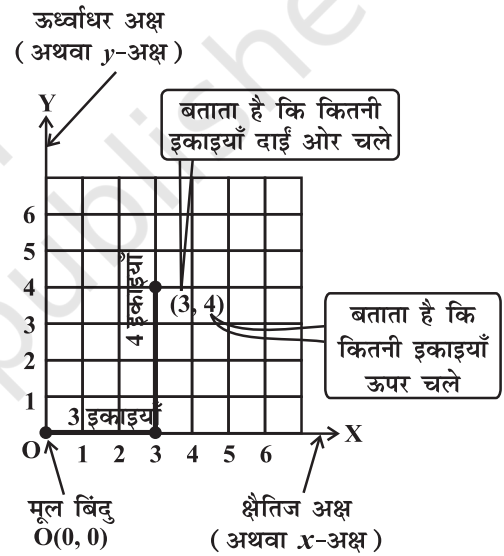 ऊर्ध्वाधर अक्ष
( अथवा y-अक्ष )
Y
बताता है कि कितनी
इकाइयाँ दाईं ओर चले
6
5
4
3
2
1
4 इकाइयाँ
(3, 4)
बताता है कि
कितनी इकाइयाँ
ऊपर चले
3 इकाइयाँ
O
1 2 3 4 5 6
X
मूल बिंदु
O(0, 0)
क्षैतिज अक्ष
( अथवा x-अक्ष )
publishe